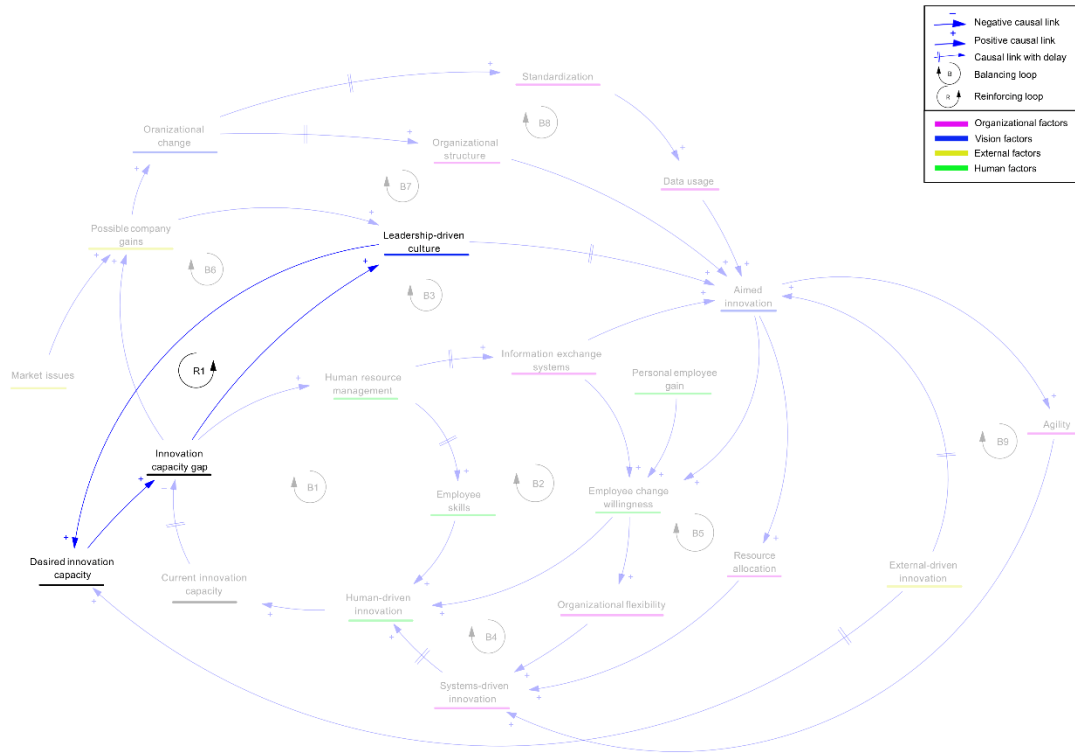 Negative causal link
Positive causal link
Causal link with delay
B
Balancing loop
R
Reinforcing loop
Organizational factors
Vision factors
External factors
Human factors
Standardization
B8
Oranizational
change
Organizational
structure
Data usage
B7
Possible company
gains
Leadership-driven
culture
B6
B3
Aimed
innovation
Market issues
R1
Human resource
management
Information exchange
systems
Personal employee
gain
Agility
B9
Innovation
capacity gap
B1
Employee
skills
B2
Employee change
willingness
B5
Desired innovation
capacity
Current innovation
capacity
Human-driven
innovation
Organizational flexibility
Resource
allocation
External-driven
innovation
B4
Systems-driven
innovation